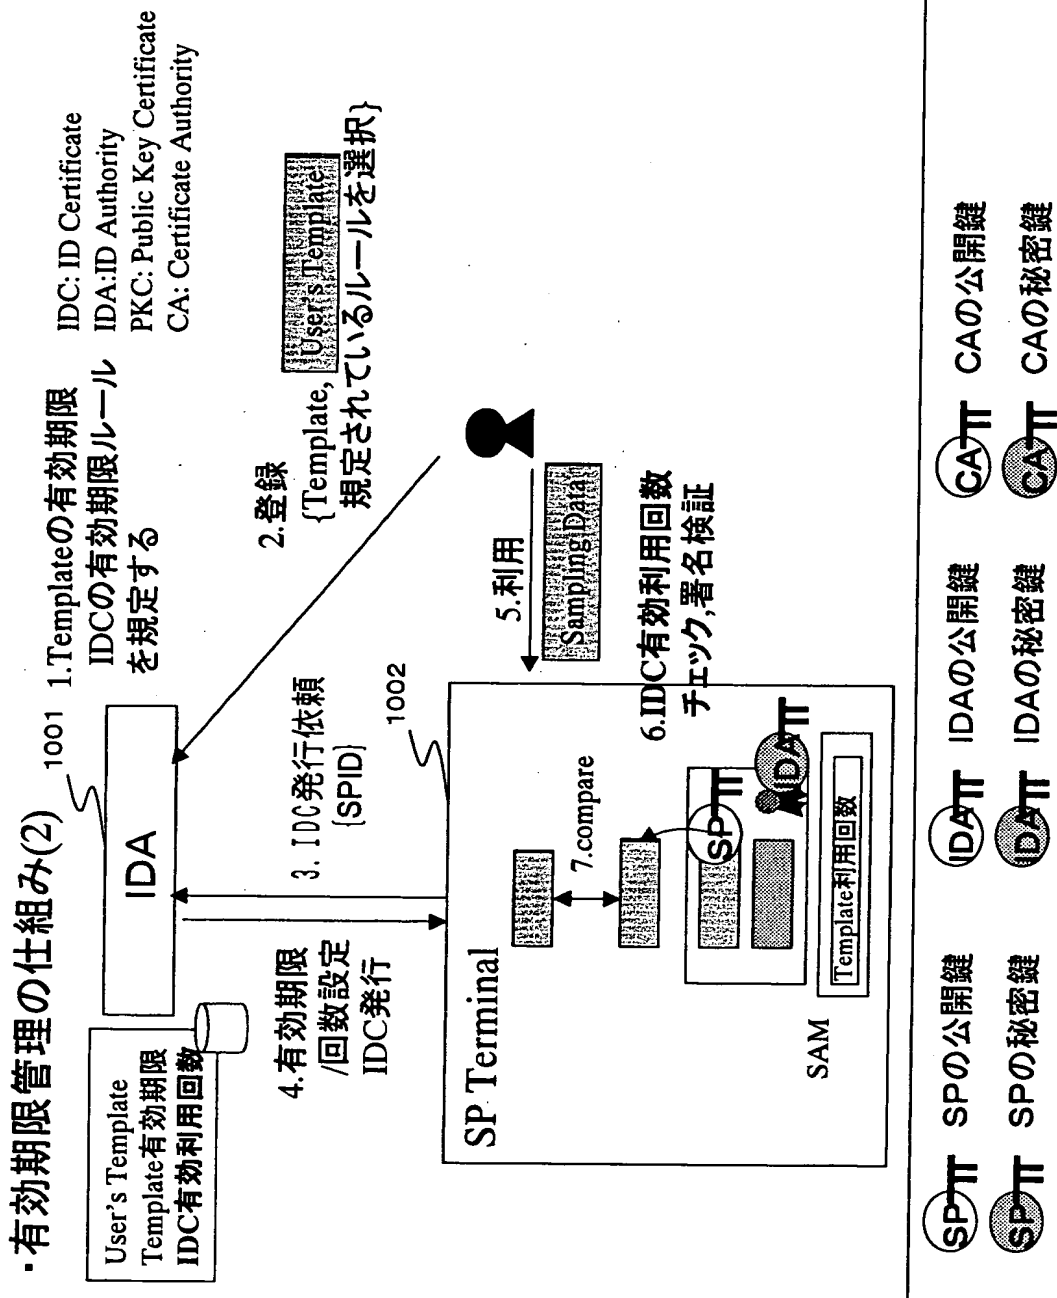 ・有効期限管理の仕組み(2)
IDC: ID Certificate
IDA:ID Authority
PKC: Public Key Certificate
CA: Certificate Authority
1001
1.Templateの有効期限
IDCの有効期限ルール
を規定する
User's Template
Template有効期限
IDC有効利用回数
IDA
2.登録
{Template,
User's Template
規定されているルールを選択}
3. IDC発行依頼
{SPID}
4.有効期限
/回数設定
IDC発行
1002
5.利用
Sampling Data
SP Terminal
6.IDC有効利用回数
チェック,署名検証
7.compare
SP
IDA
SAM
Template利用回数
SP
SPの公開鍵
IDA
IDAの公開鍵
CA
CAの公開鍵
SP
SPの秘密鍵
IDA
IDAの秘密鍵
CA
CAの秘密鍵